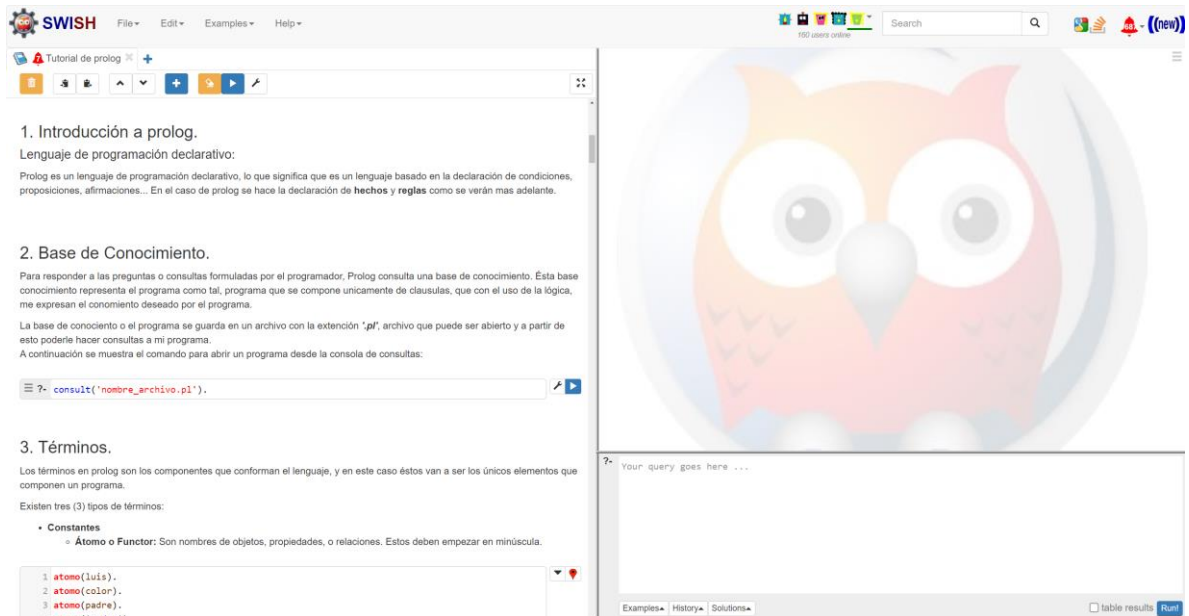 SWISH File Edit Examples Help
160 users online
Search
68
((new))
7 Tutorial de prolog
1. Introducción a prolog.
Lenguaje de programación declarativo:
Prolog es un lenguaje de programación declarativo, lo que significa que es un lenguaje basado en la declaración de condiciones,
proposiciones, afirmaciones... En el caso de prolog se hace la declaración de hechos y reglas como se verán mas adelante.
2. Base de Conocimiento.
Para responder a las preguntas o consultas formuladas por el programador, Prolog consulta una base de conocimiento. Ésta base
conocimiento representa el programa como tal, programa que se compone unicamente de clausulas, que con el uso de la lógica,
me expresan el conomiento deseado por el programa.
La base de conociento o el programa se guarda en un archivo con la extención '.pl', archivo que puede ser abierto y a partir de
esto poderle hacer consultas a mi programa.
A continuación se muestra el comando para abrir un programa desde la consola de consultas:
?- consult('nombre_archivo.pl').
3. Términos.
Los términos en prolog son los componentes que conforman el lenguaje, y en este caso éstos van a ser los únicos elementos que
componen un programa.
Existen tres (3) tipos de términos:
• Constantes
◦ Átomo o Functor: Son nombres de objetos, propiedades, o relaciones. Estos deben empezar en minúscula.
1 atomo(luis).
2 atomo(color).
3 atomo(padre).
?- Your query goes here ...
Examples History Solutions
table results Run!